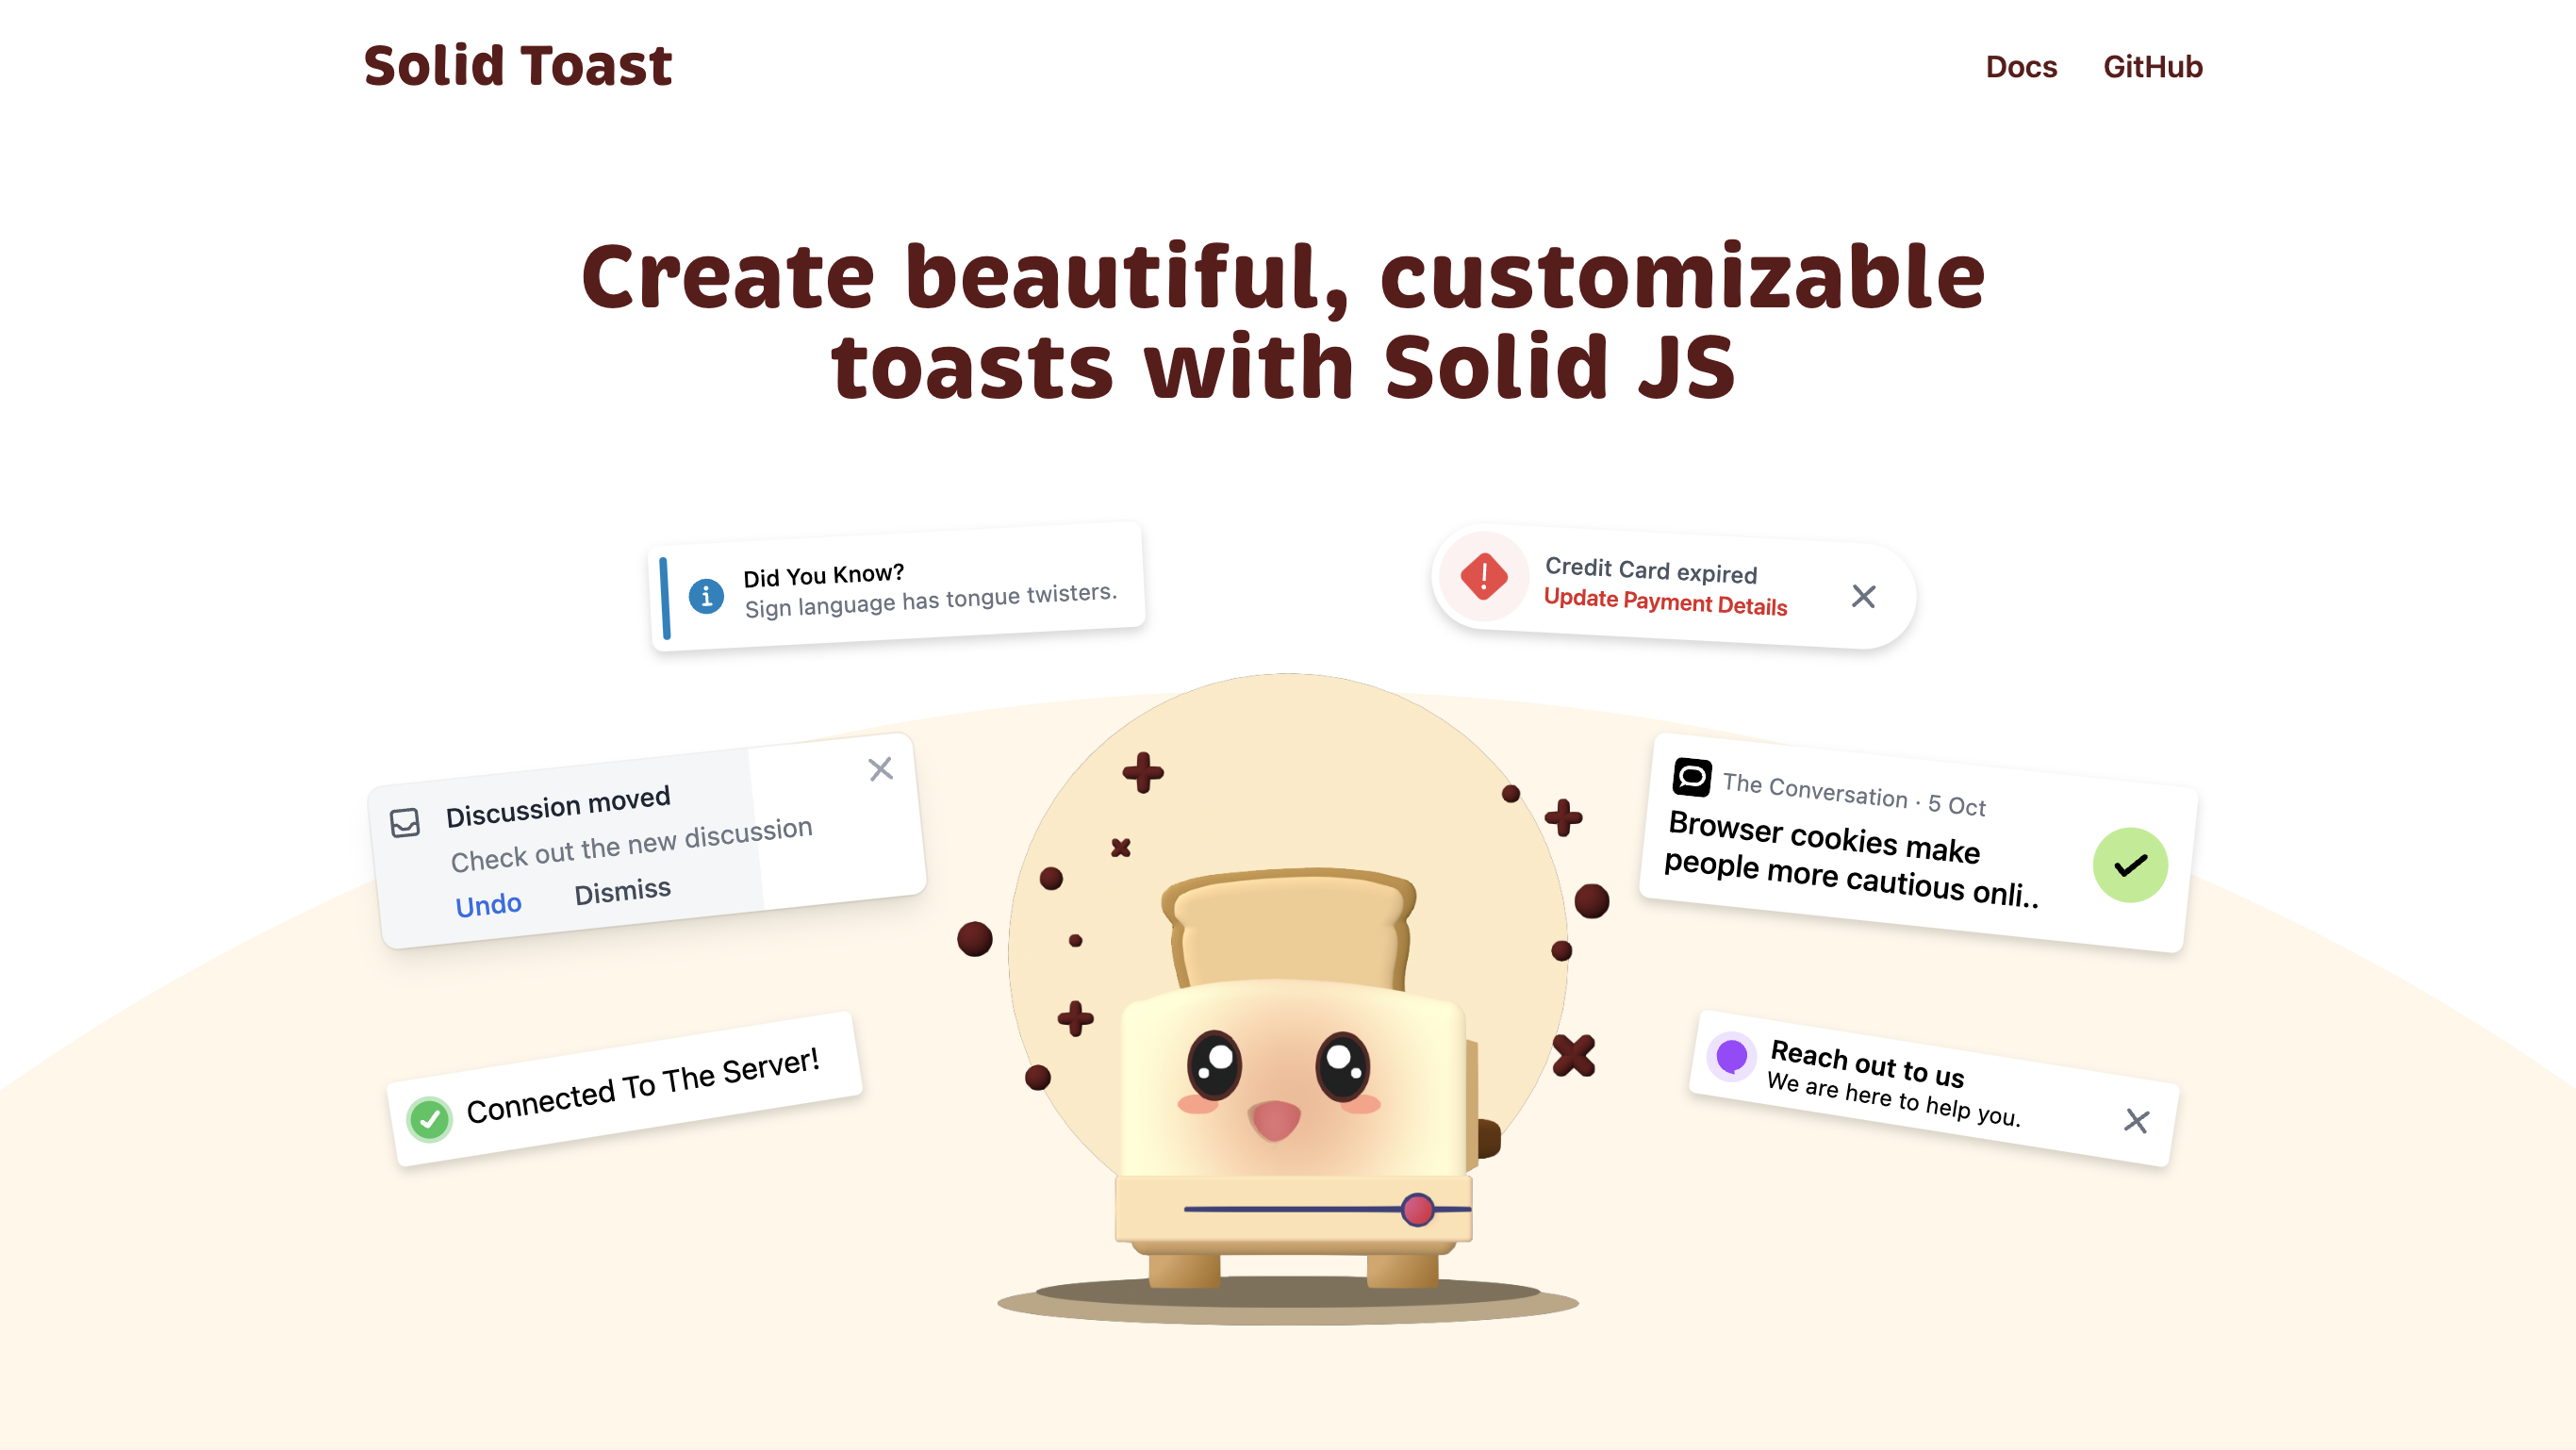 Solid Toast
Docs
GitHub
Create beautiful, customizable
toasts with Solid JS
Did You Know?
Sign language has tongue twisters.
Credit Card expired
Update Payment Details
Discussion moved
Check out the new discussion
Undo
Dismiss
The Conversation · 5 Oct
Browser cookies make
people more cautious onli..
Connected To The Server!
Reach out to us
We are here to help you.